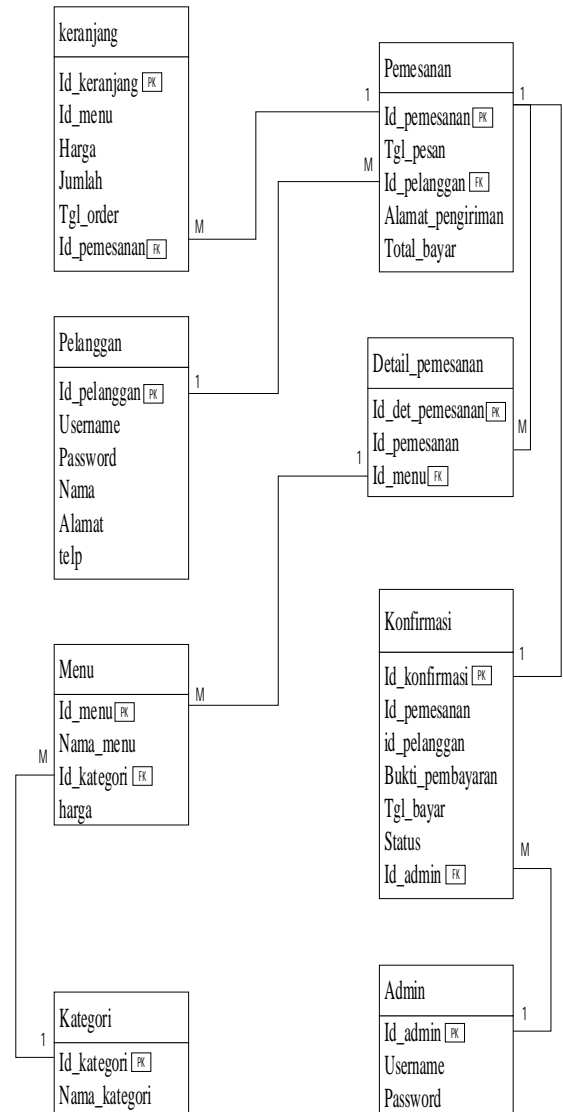 keranjang
Id_keranjang PK
Id_menu
Harga
Jumlah
Tgl_order
Id_pemesanan FK
M
1
Pemesanan
1
Id_pemesanan PK
Tgl_pesan
M
Id_pelanggan FK
Alamat_pengiriman
Total_bayar
Pelanggan
Id_pelanggan PK
1
Username
Password
Nama
Alamat
telp
Detail_pemesanan
Id_det_pemesanan PK
Id_pemesanan
M
1
Id_menu FK
Menu
Id_menu PK
M
Nama_menu
M
Id_kategori FK
harga
Konfirmasi
1
Id_konfirmasi PK
Id_pemesanan
id_pelanggan
Bukti_pembayaran
Tgl_bayar
Status
M
Id_admin FK
Kategori
1
Id_kategori PK
Nama_kategori
Admin
1
Id_admin PK
Username
Password